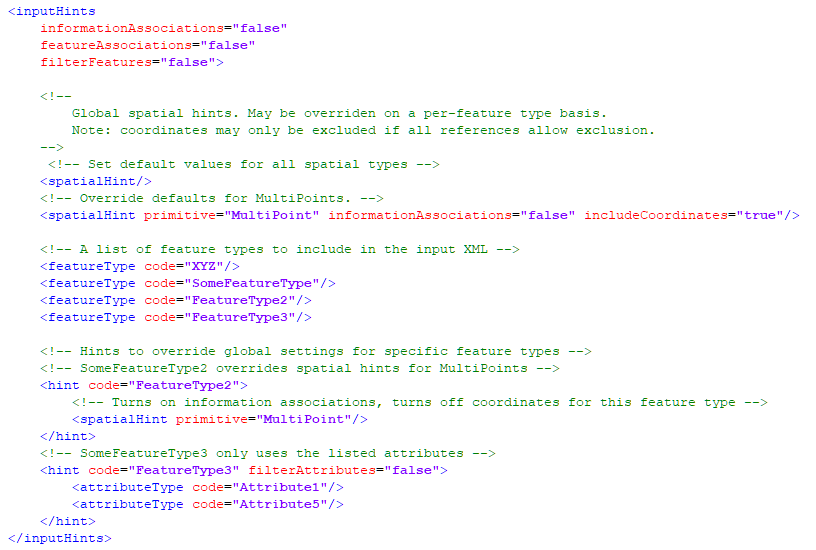 <inputHints
informationAssociations="false"
featureAssociations="false"
filterFeatures="false">
<!--
Global spatial hints. May be overriden on a per-feature type basis.
Note: coordinates may only be excluded if all references allow exclusion.
-->
<!-- Set default values for all spatial types -->
<spatialHint/>
<!-- Override defaults for MultiPoints. -->
<spatialHint primitive="MultiPoint" informationAssociations="false" includeCoordinates="true"/>
<!-- A list of feature types to include in the input XML -->
<featureType code="XYZ"/>
<featureType code="SomeFeatureType"/>
<featureType code="FeatureType2"/>
<featureType code="FeatureType3"/>
<!-- Hints to override global settings for specific feature types -->
<!-- SomeFeatureType2 overrides spatial hints for MultiPoints -->
<hint code="FeatureType2">
<!-- Turns on information associations, turns off coordinates for this feature type -->
<spatialHint primitive="MultiPoint"/>
</hint>
<!-- SomeFeatureType3 only uses the listed attributes -->
<hint code="FeatureType3" filterAttributes="false">
<attributeType code="Attribute1"/>
<attributeType code="Attribute5"/>
</hint>
</inputHints>